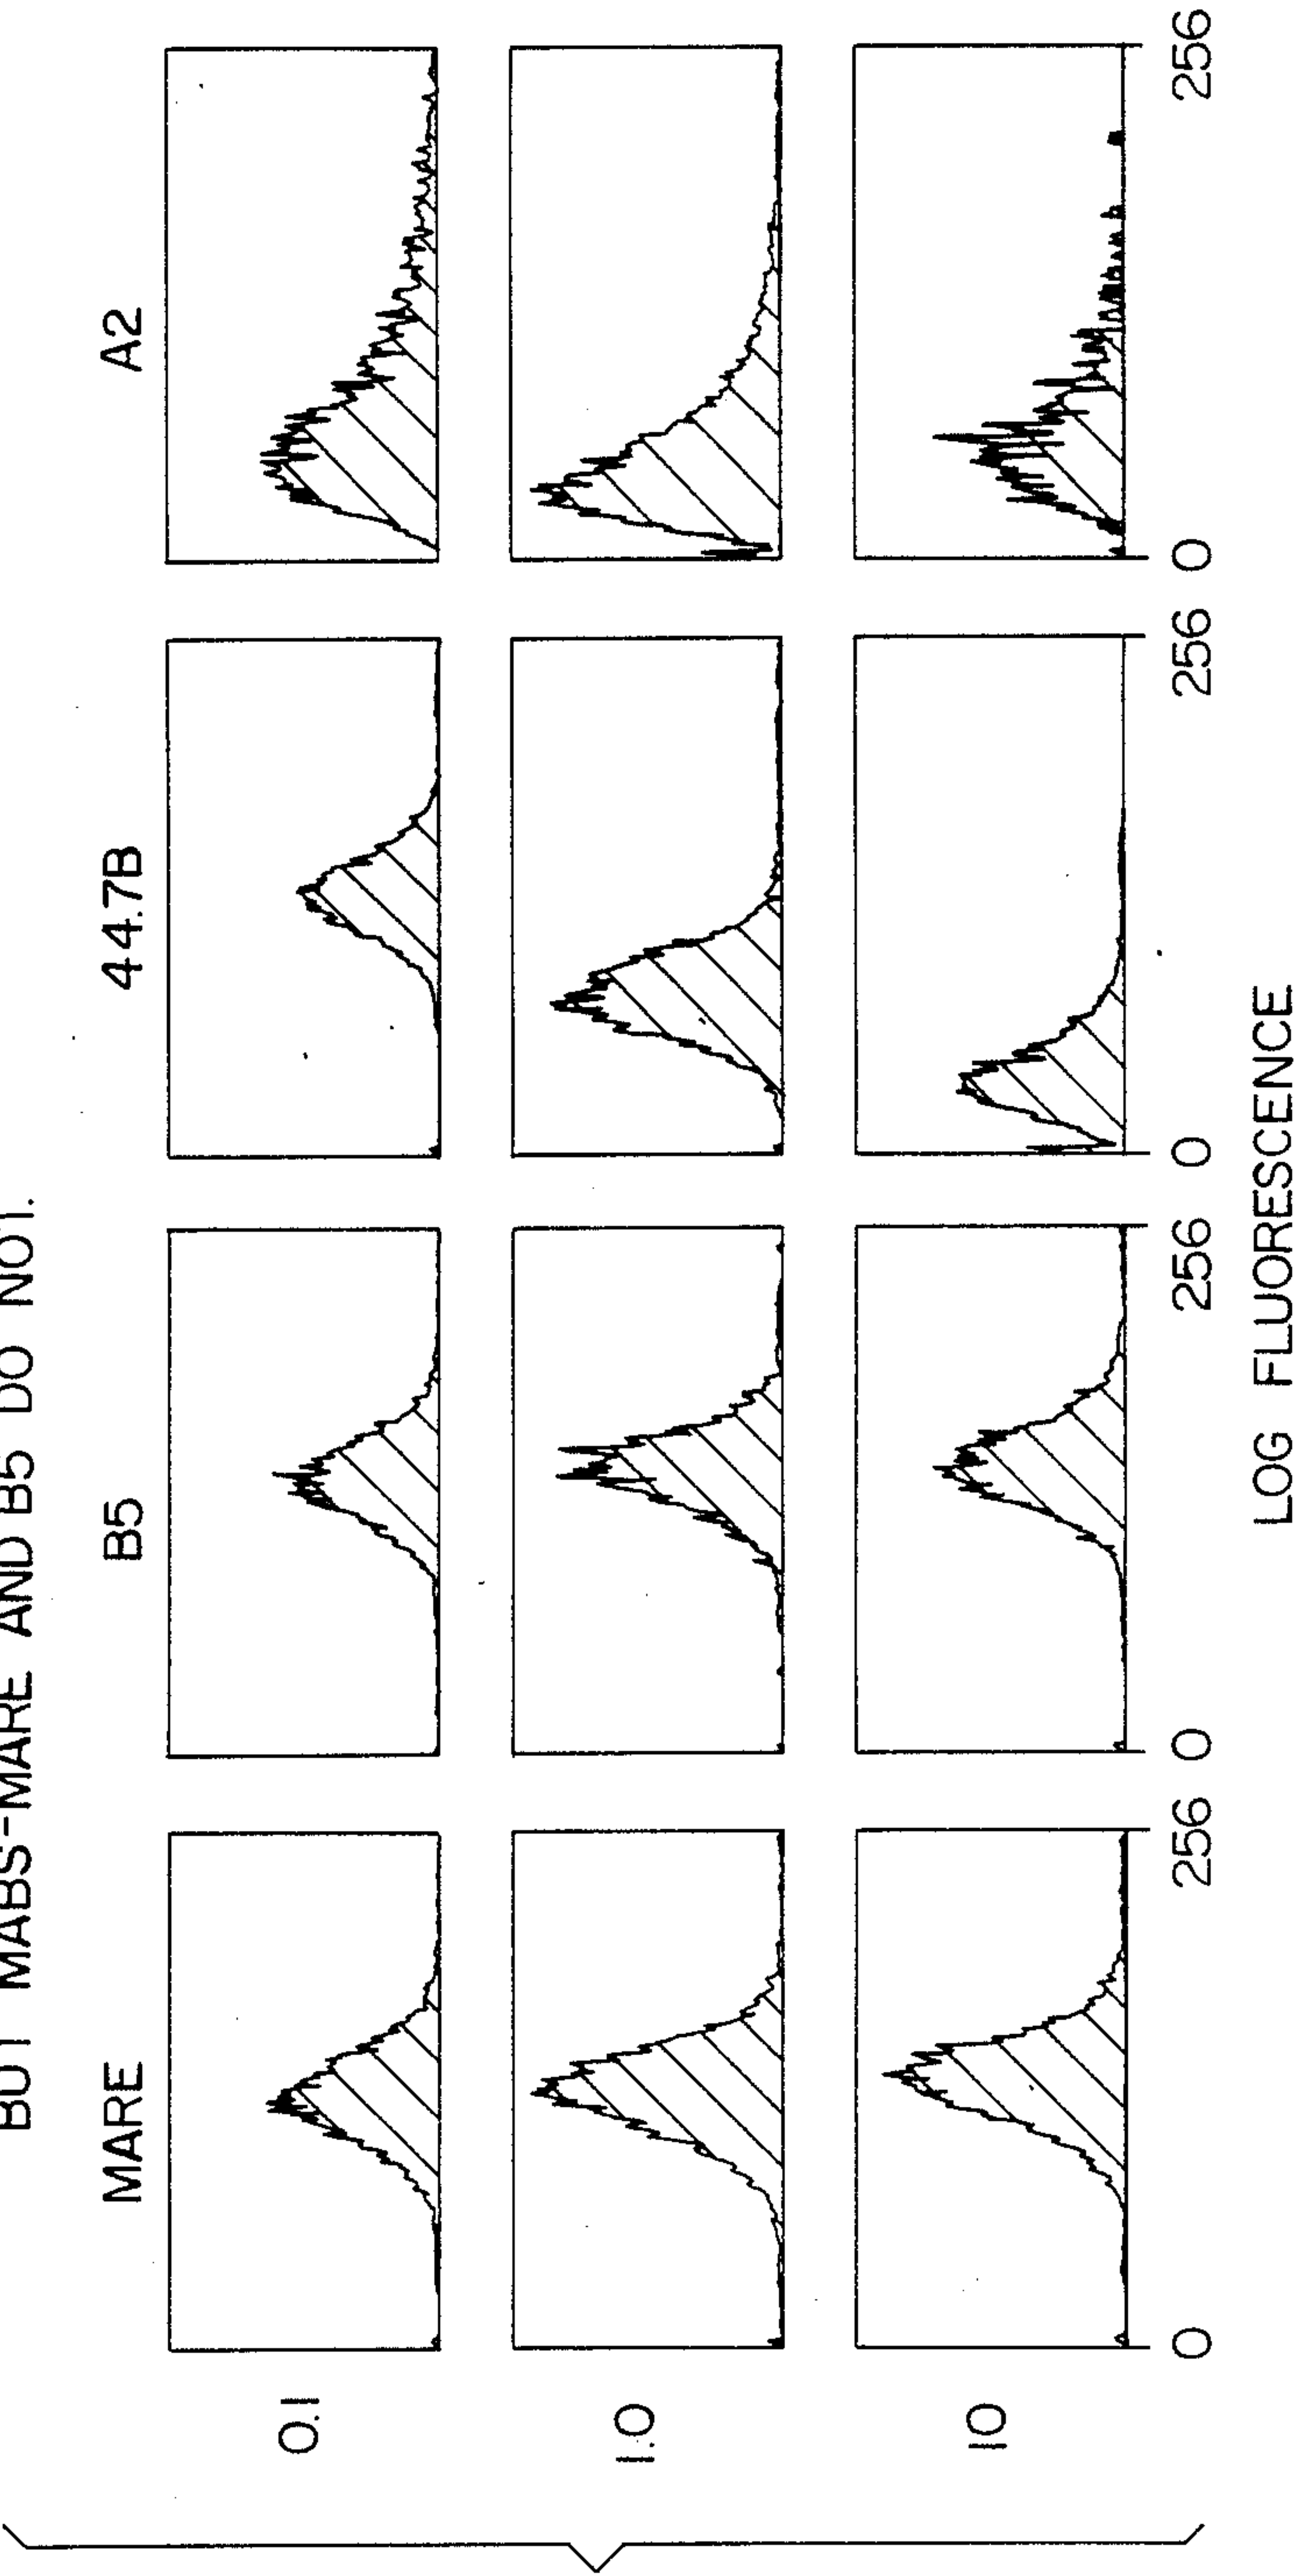 BUT MABS-MARE AND B5 DO NOT.
MARE B5 44.7B A2
0.1
1.0
10
0 256 0 256 0 256 0 256
LOG FLUORESCENCE